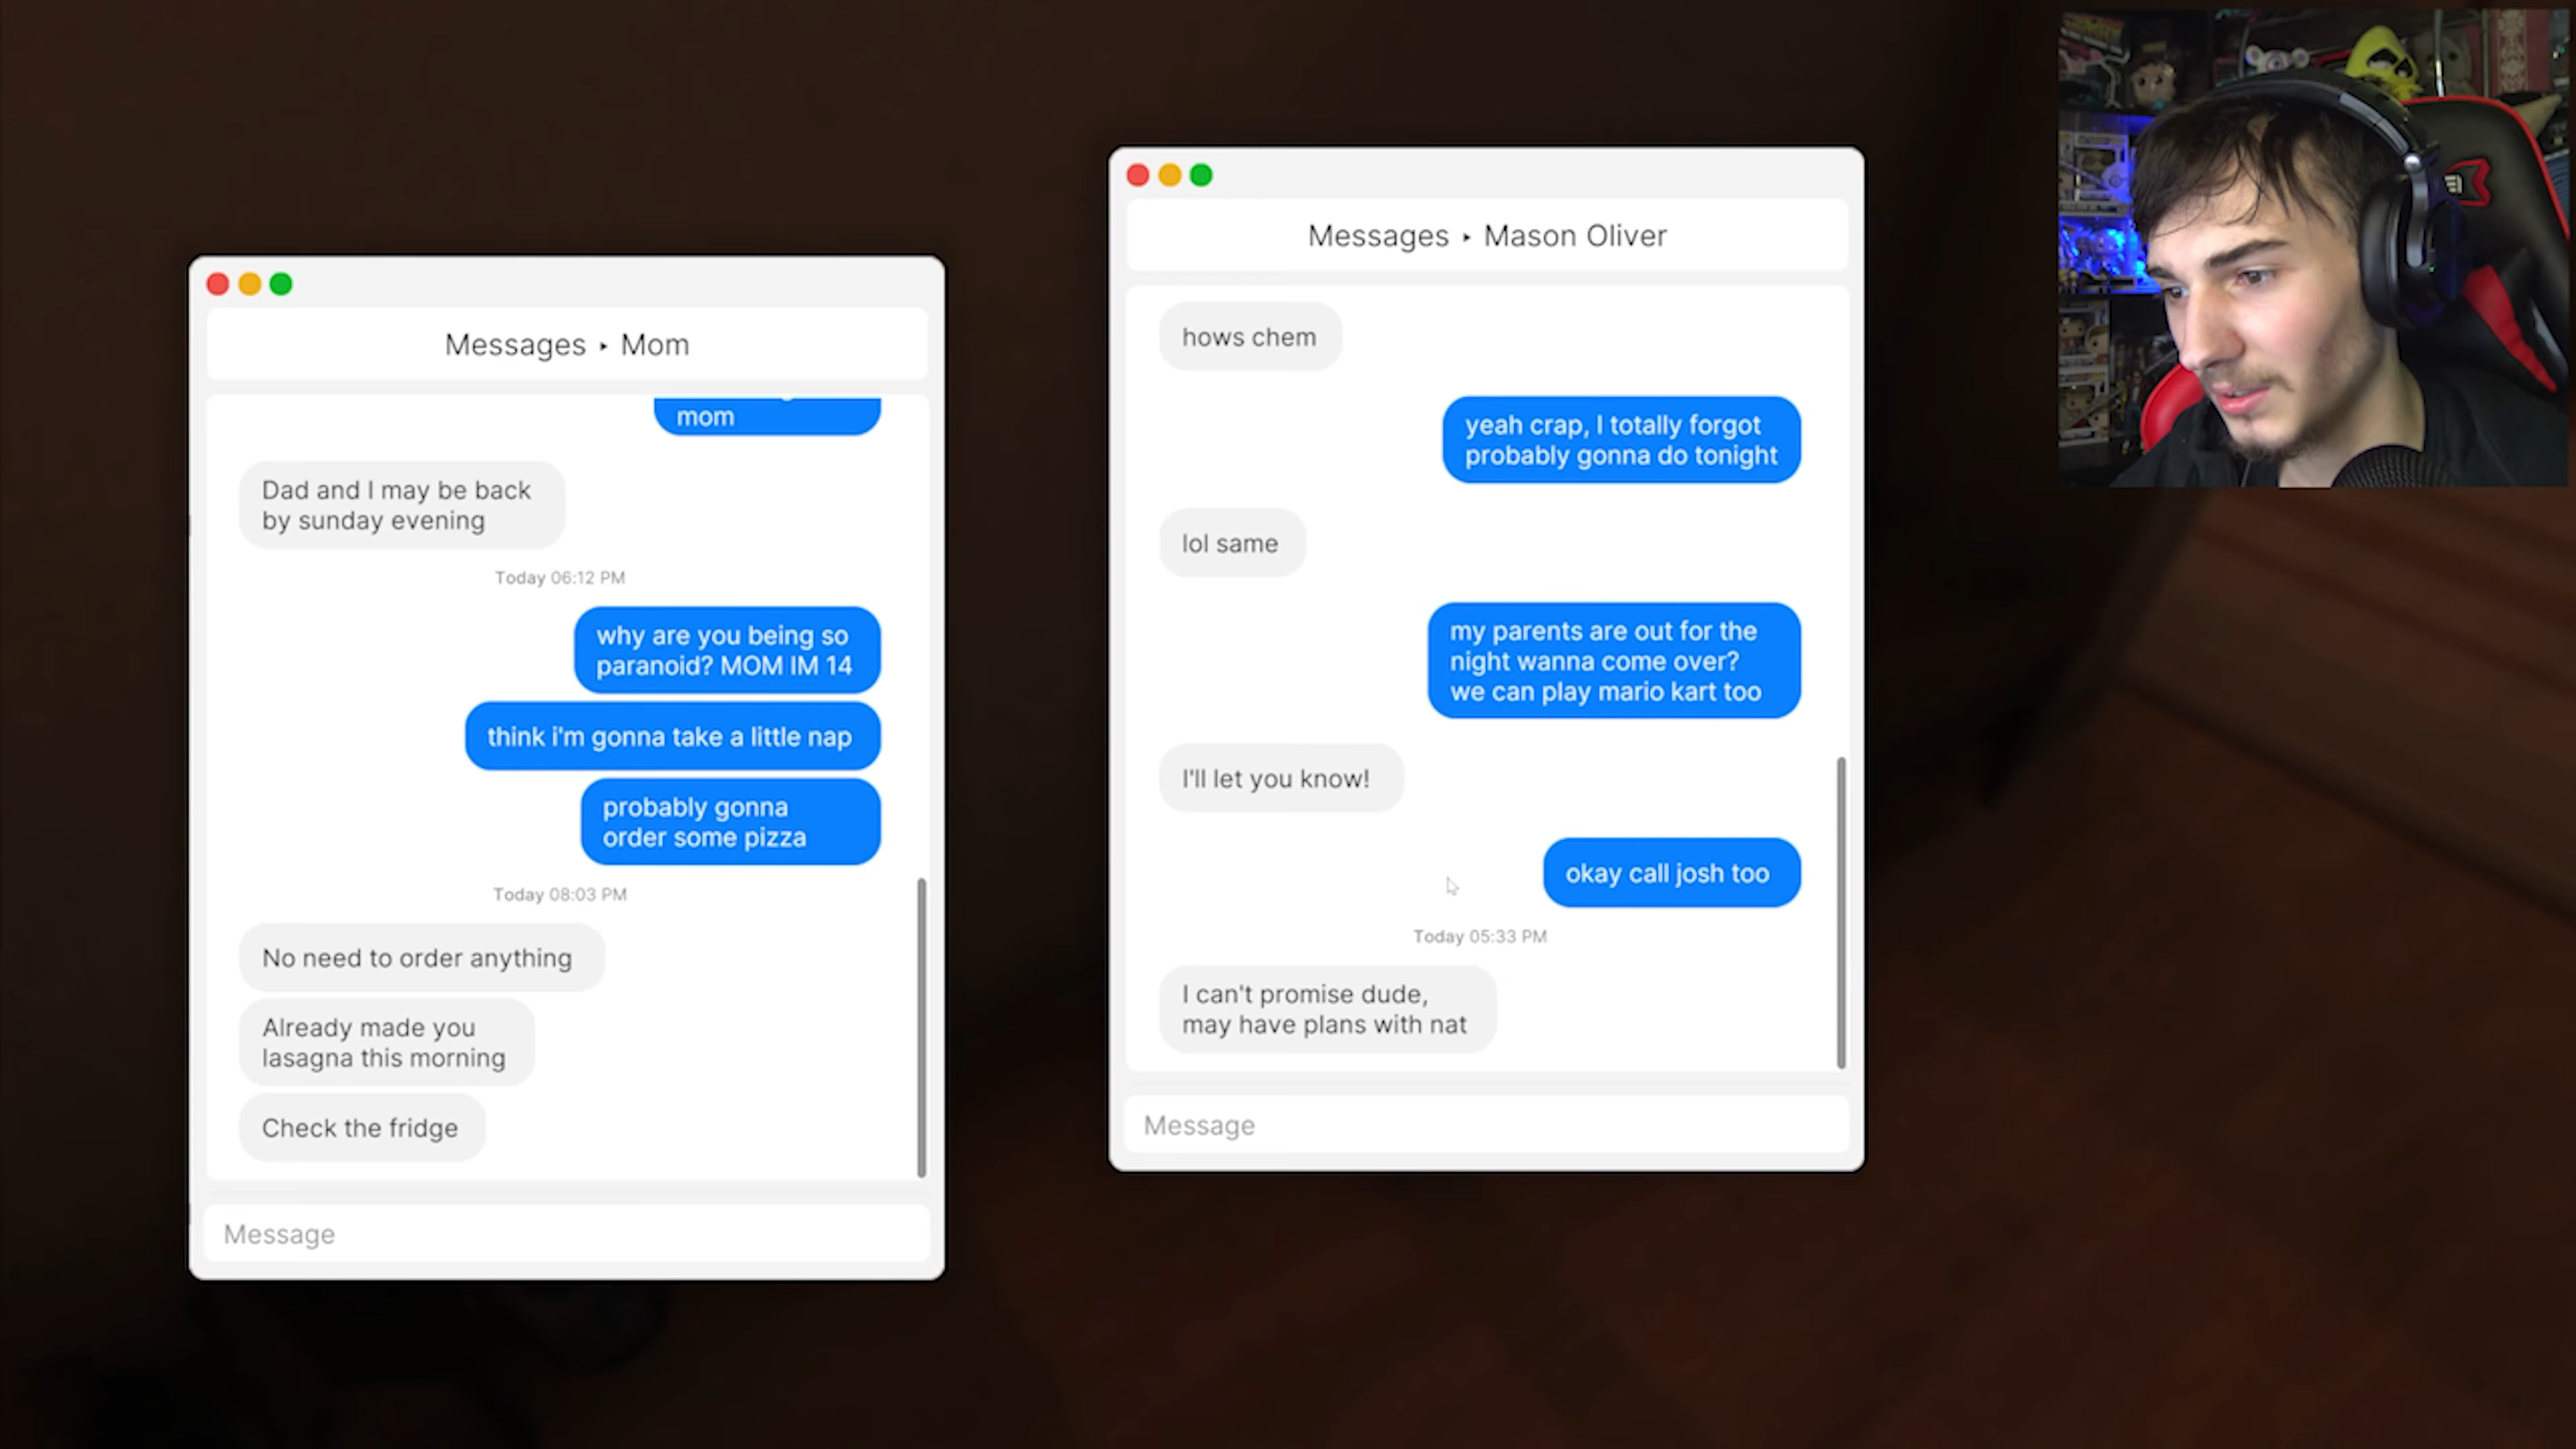 Messages ‣ Mom
mom
Dad and I may be back
by sunday evening
Today 06:12 PM
why are you being so
paranoid? MOM IM 14
think i'm gonna take a little nap
probably gonna
order some pizza
Today 08:03 PM
No need to order anything
Already made you
lasagna this morning
Check the fridge
Message
Messages ‣ Mason Oliver
hows chem
yeah crap, I totally forgot
probably gonna do tonight
lol same
my parents are out for the
night wanna come over?
we can play mario kart too
I'll let you know!
okay call josh too
Today 05:33 PM
I can't promise dude,
may have plans with nat
Message